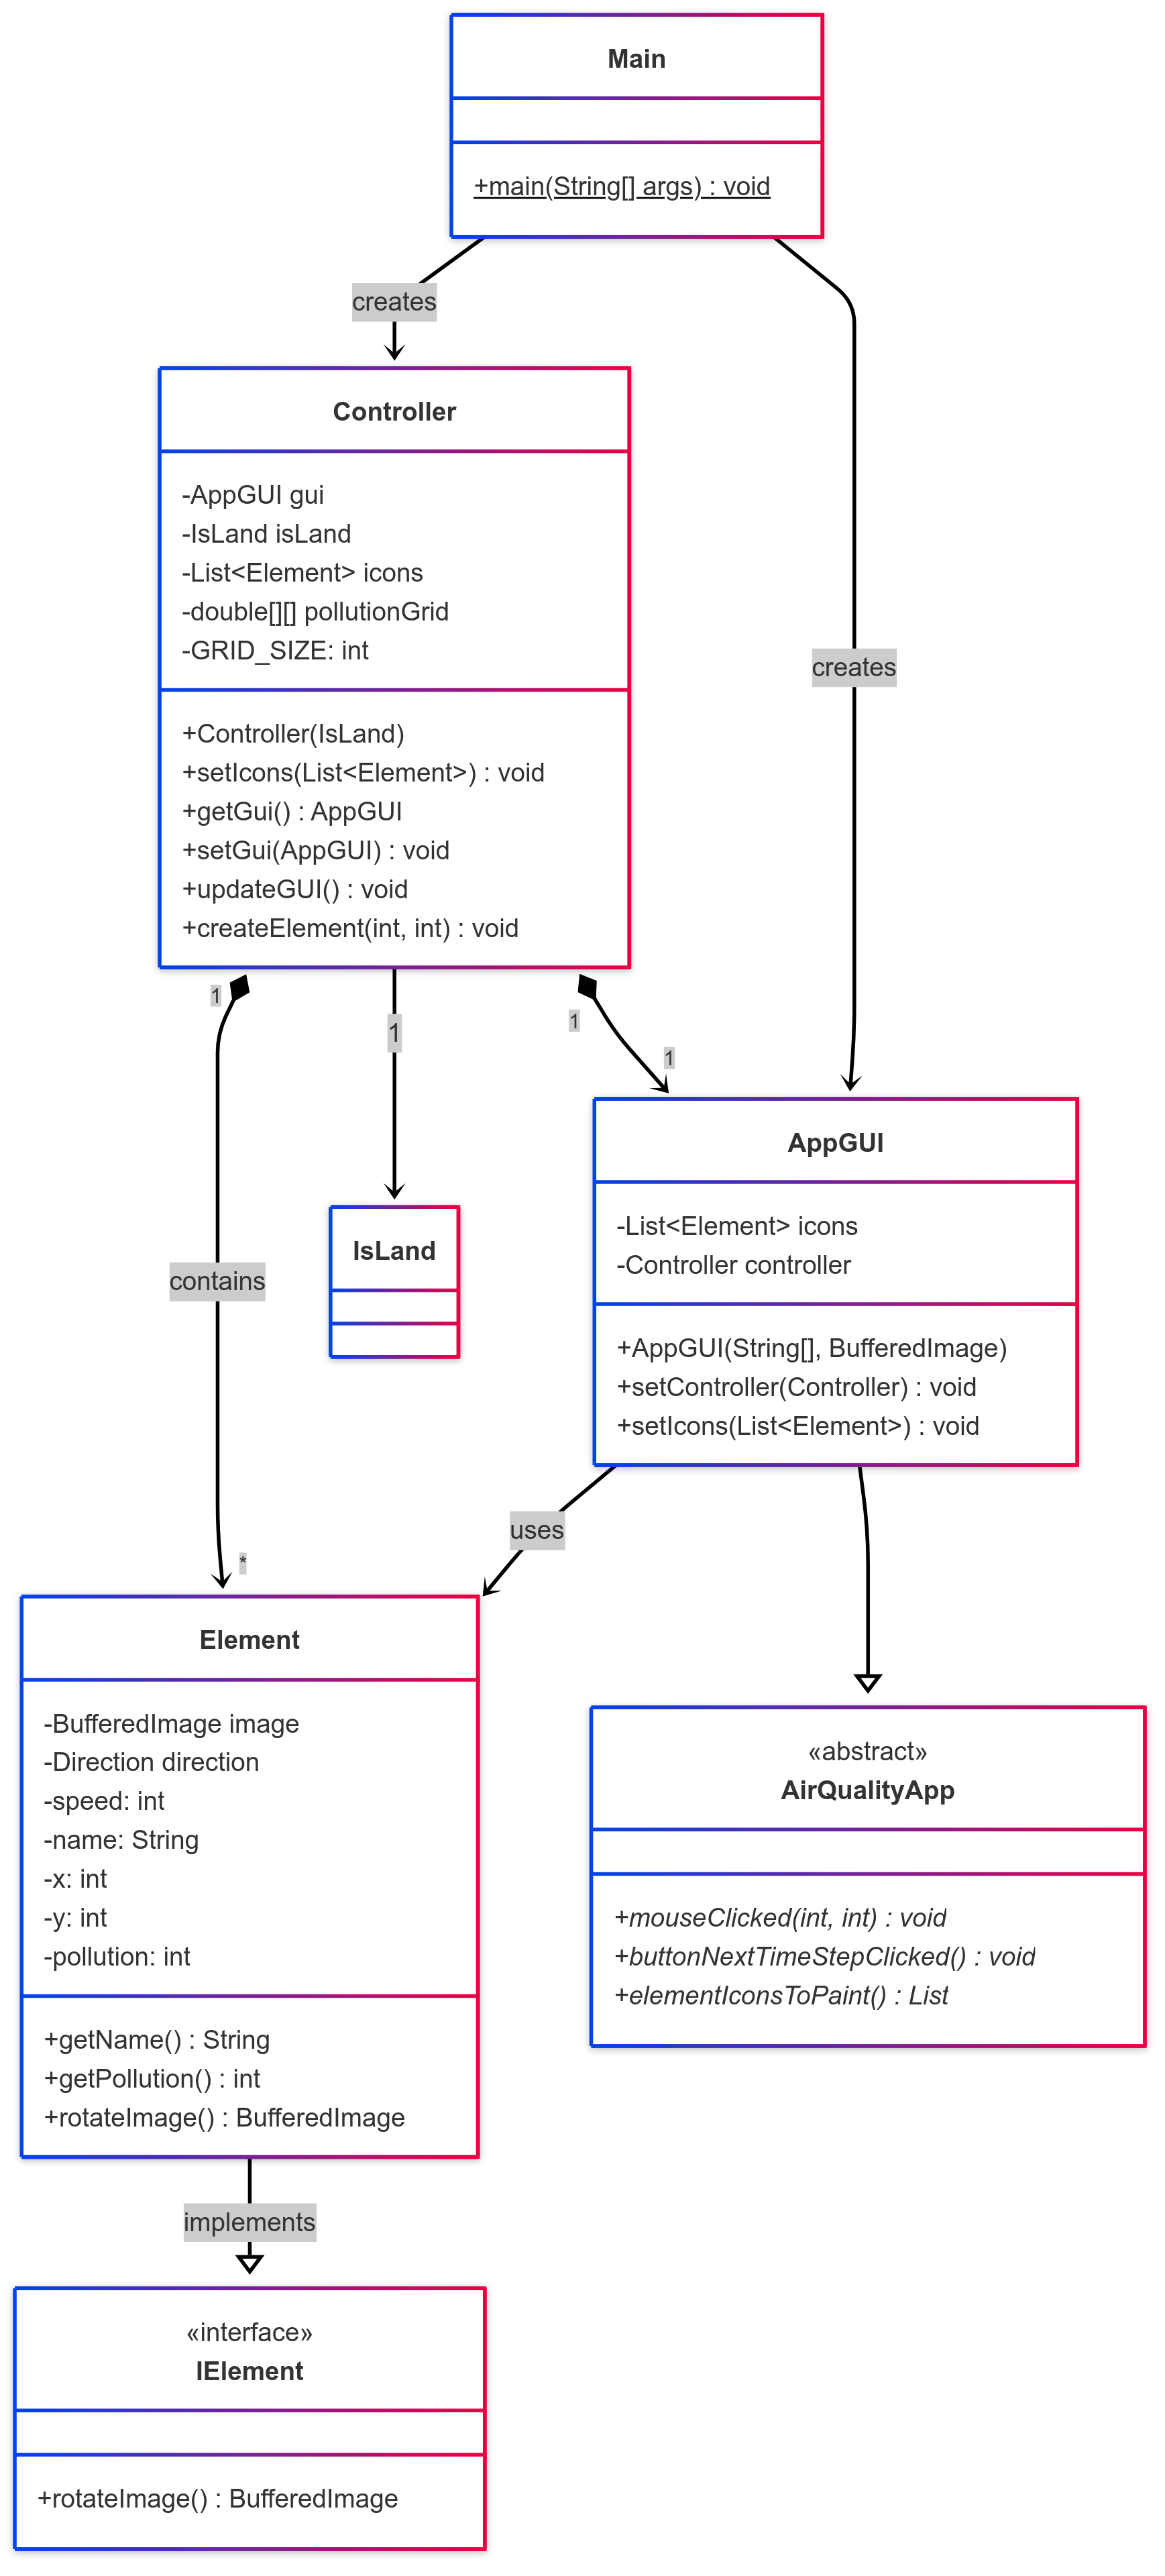 Main
+main(String[] args) : void
creates
Controller
-AppGUI gui
-IsLand isLand
-List<Element> icons
-double[][] pollutionGrid
-GRID_SIZE: int
+Controller(IsLand)
+setIcons(List<Element>) : void
+getGui() : AppGUI
+setGui(AppGUI) : void
+updateGUI() : void
+createElement(int, int) : void
creates
1
1
1
1
contains
IsLand
AppGUI
-List<Element> icons
-Controller controller
+AppGUI(String[], BufferedImage)
+setController(Controller) : void
+setIcons(List<Element>) : void
uses
*
Element
-BufferedImage image
-Direction direction
-speed: int
-name: String
-x: int
-y: int
-pollution: int
+getName() : String
+getPollution() : int
+rotateImage() : BufferedImage
«abstract»
AirQualityApp
+mouseClicked(int, int) : void
+buttonNextTimeStepClicked() : void
+elementIconsToPaint() : List
implements
«interface»
IElement
+rotateImage() : BufferedImage